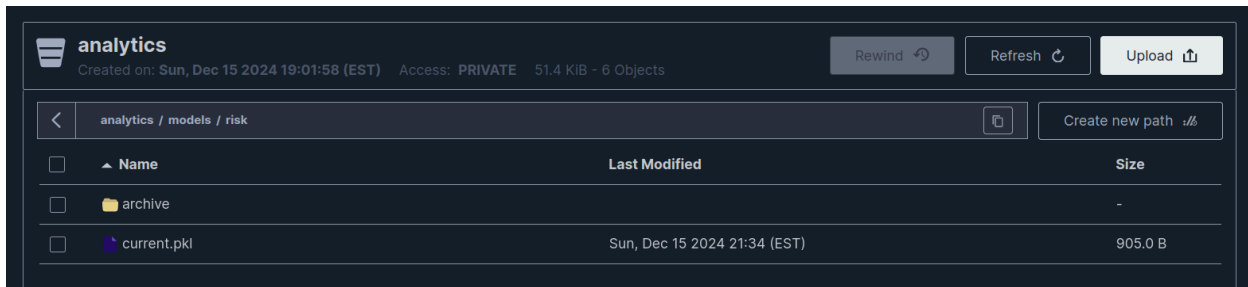 analytics
Created on: Sun, Dec 15 2024 19:01:58 (EST) Access: PRIVATE 51.4 KiB - 6 Objects
Rewind
Refresh
Upload
analytics / models / risk
Create new path
Name Last Modified Size
archive -
current.pkl Sun, Dec 15 2024 21:34 (EST) 905.0 B